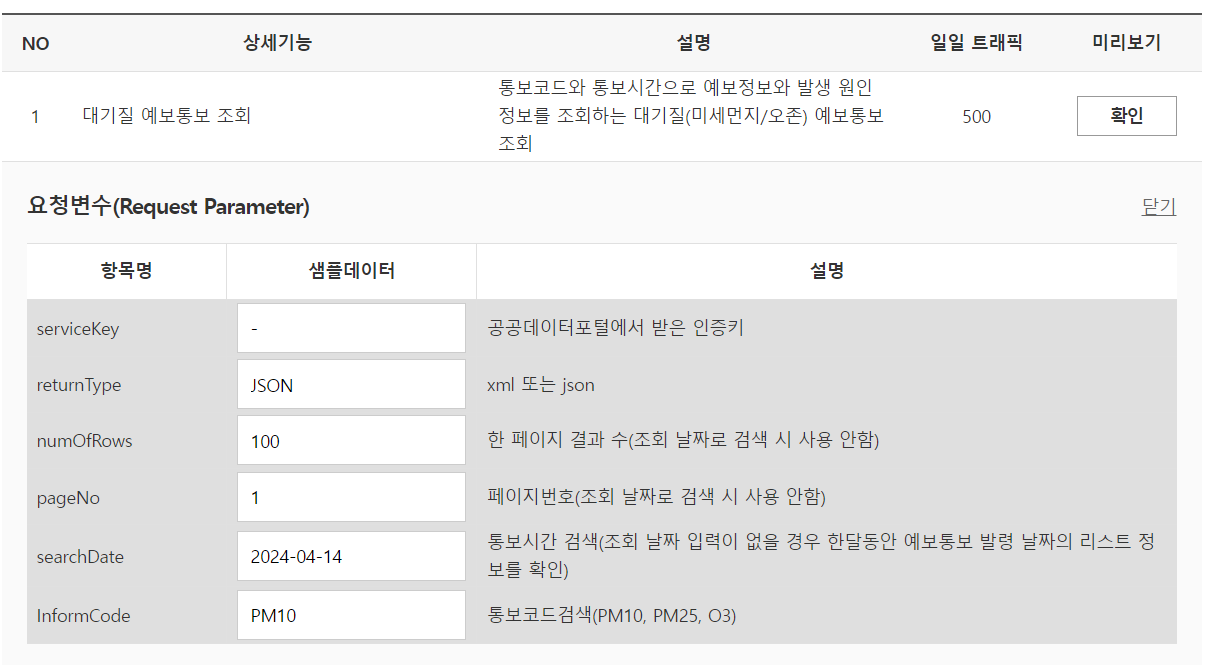 NO 상세기능 설명 일일 트래픽 미리보기
1 대기질 예보통보 조회 통보코드와 통보시간으로 예보정보와 발생 원인 정보를 조회하는 대기질(미세먼지/오존) 예보통보 조회 500 확인
요청변수(Request Parameter) 닫기
항목명 샘플데이터 설명
serviceKey - 공공데이터포털에서 받은 인증키
returnType JSON xml 또는 json
numOfRows 100 한 페이지 결과 수(조회 날짜로 검색 시 사용 안함)
pageNo 1 페이지번호(조회 날짜로 검색 시 사용 안함)
searchDate 2024-04-14 통보시간 검색(조회 날짜 입력이 없을 경우 한달동안 예보통보 발령 날짜의 리스트 정보를 확인)
InformCode PM10 통보코드검색(PM10, PM25, O3)